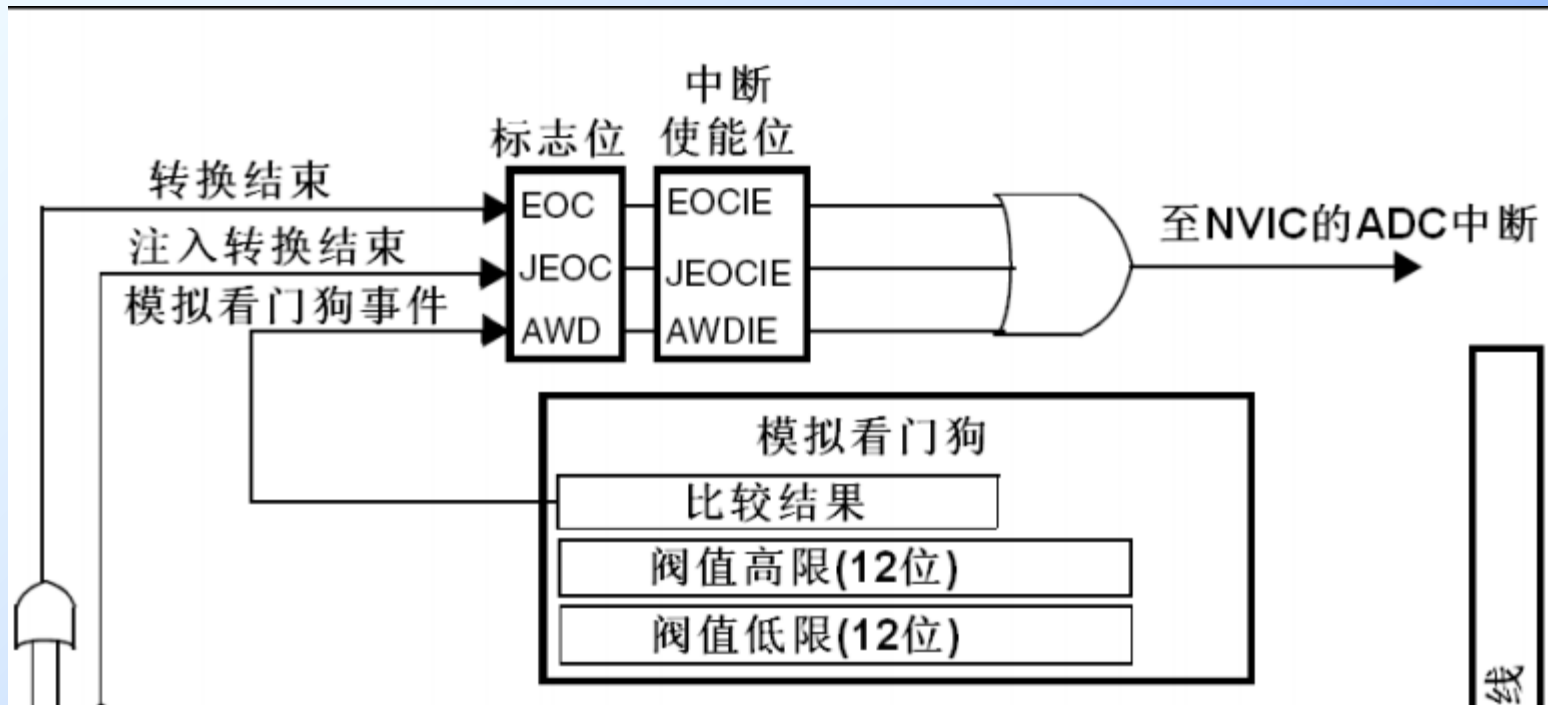 中断
标志位 使能位
转换结束
EOC EOCIE
至NVIC的ADC中断
注入转换结束
JEOC JEOCIE
模拟看门狗事件
AWD AWDIE
模拟看门狗
比较结果
阀值高限(12位)
阀值低限(12位)
线